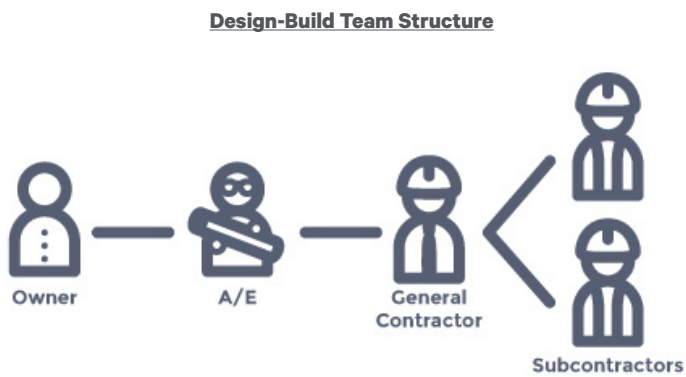 Design-Build Team Structure
Owner
A/E
General
Contractor
Subcontractors